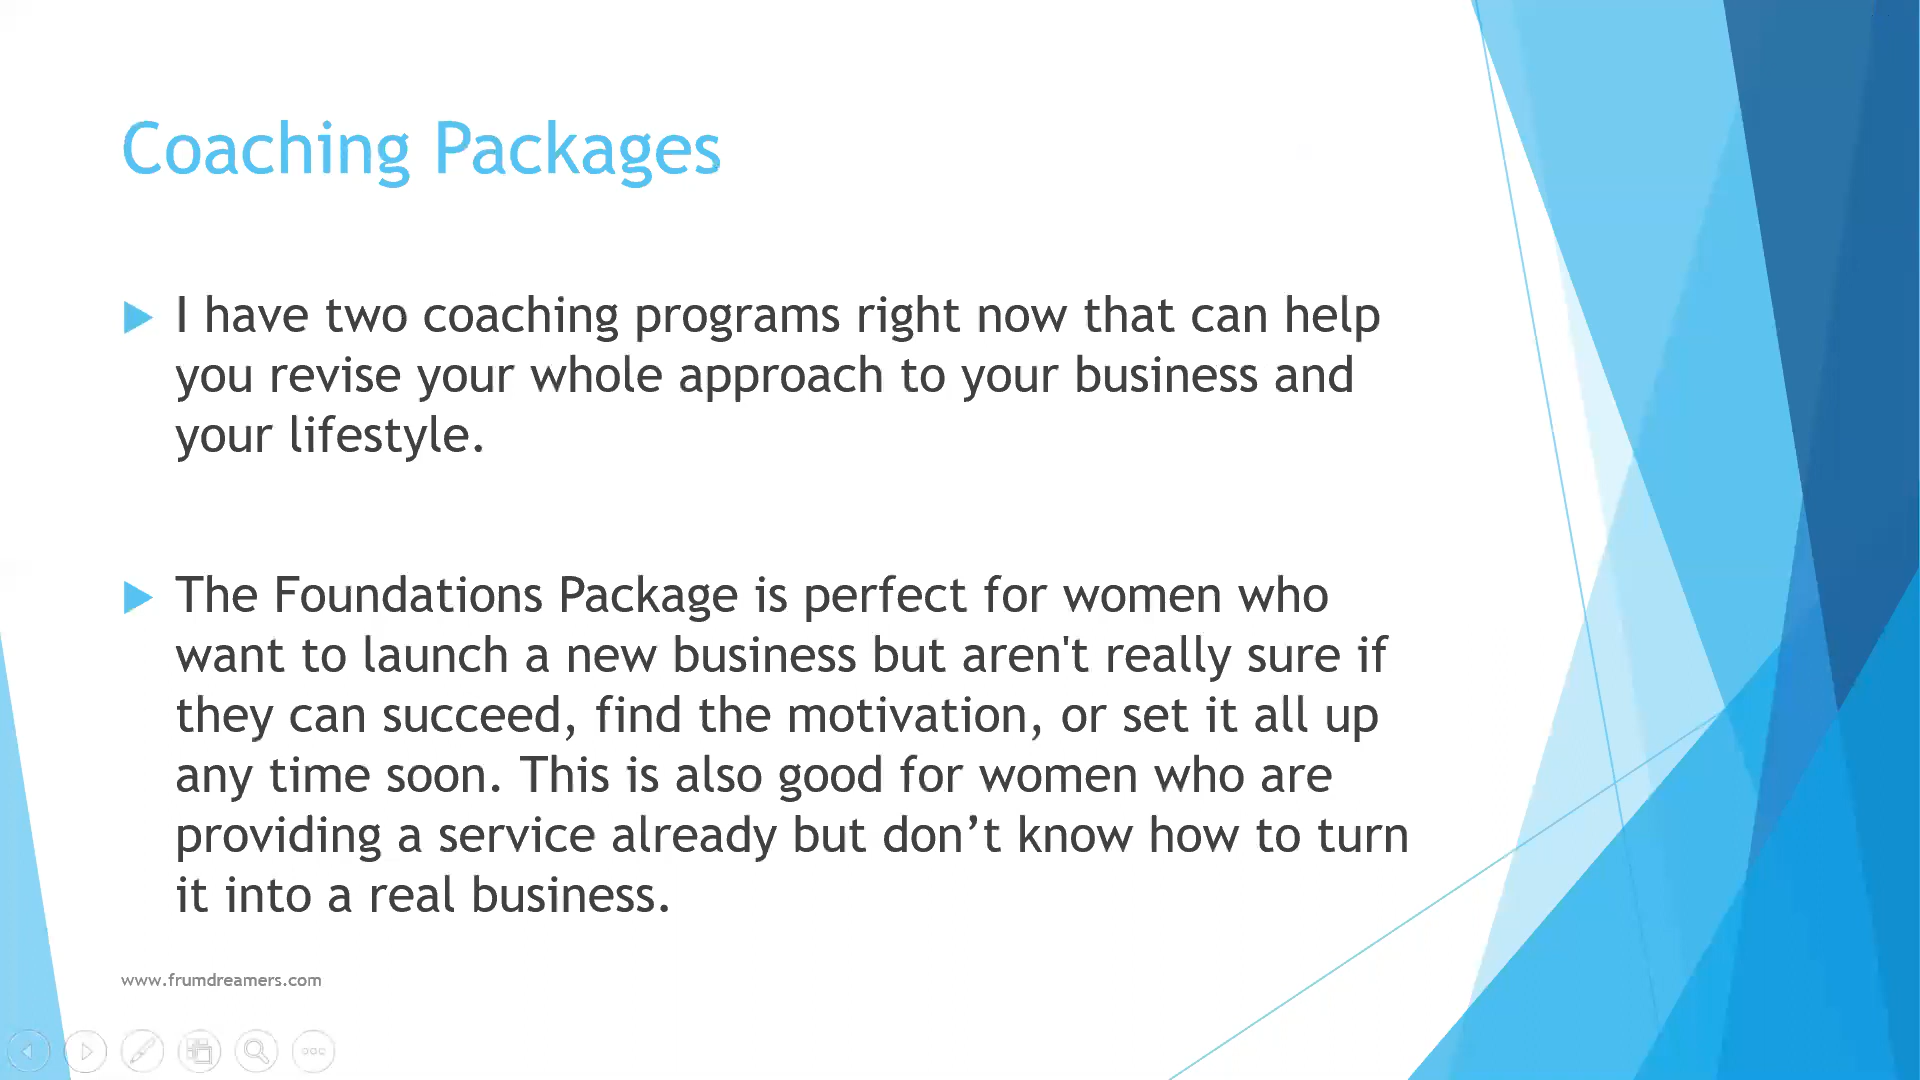 Coaching Packages
I have two coaching programs right now that can help
you revise your whole approach to your business and
your lifestyle.
The Foundations Package is perfect for women who
want to launch a new business but aren't really sure if
they can succeed, find the motivation, or set it all up
any time soon. This is also good for women who are
providing a service already but don’t know how to turn
it into a real business.
www.frumdreamers.com